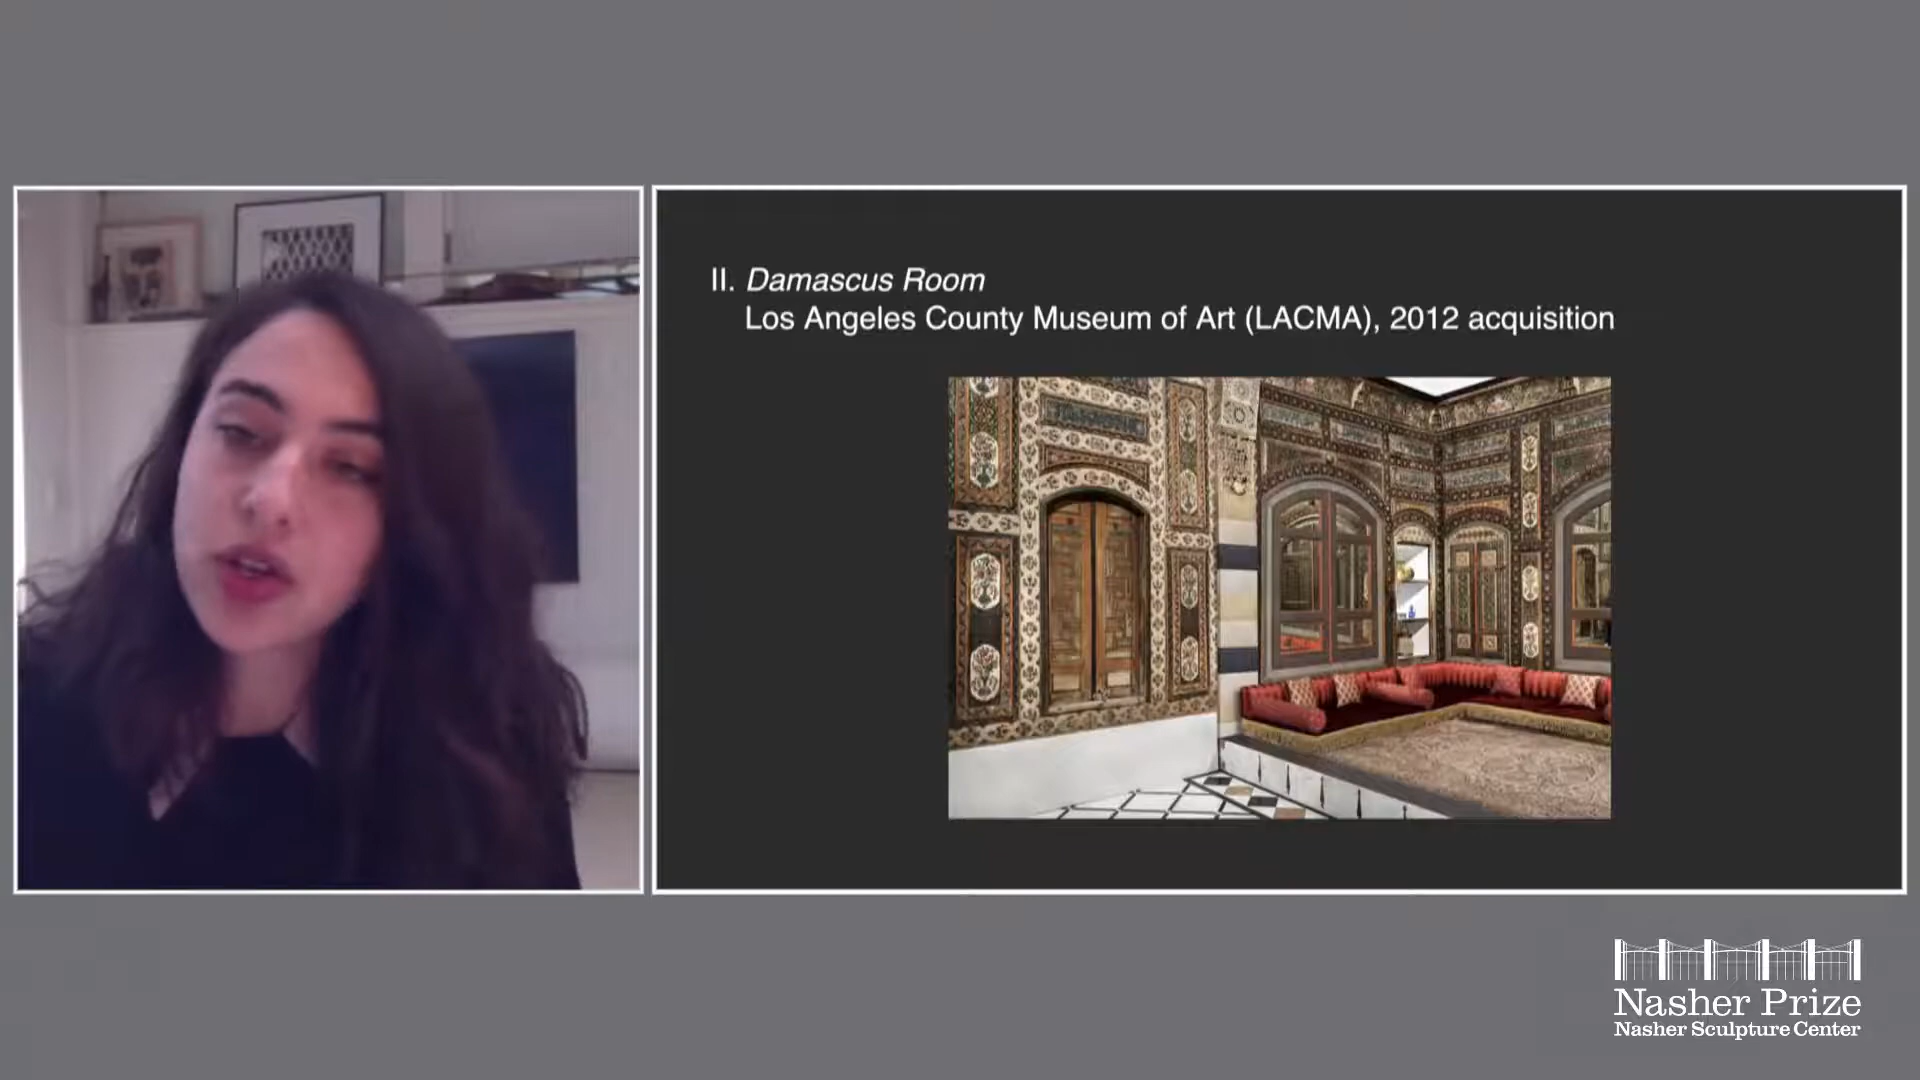 II. Damascus Room
Los Angeles County Museum of Art (LACMA), 2012 acquisition
Nasher Prize
Nasher Sculpture Center